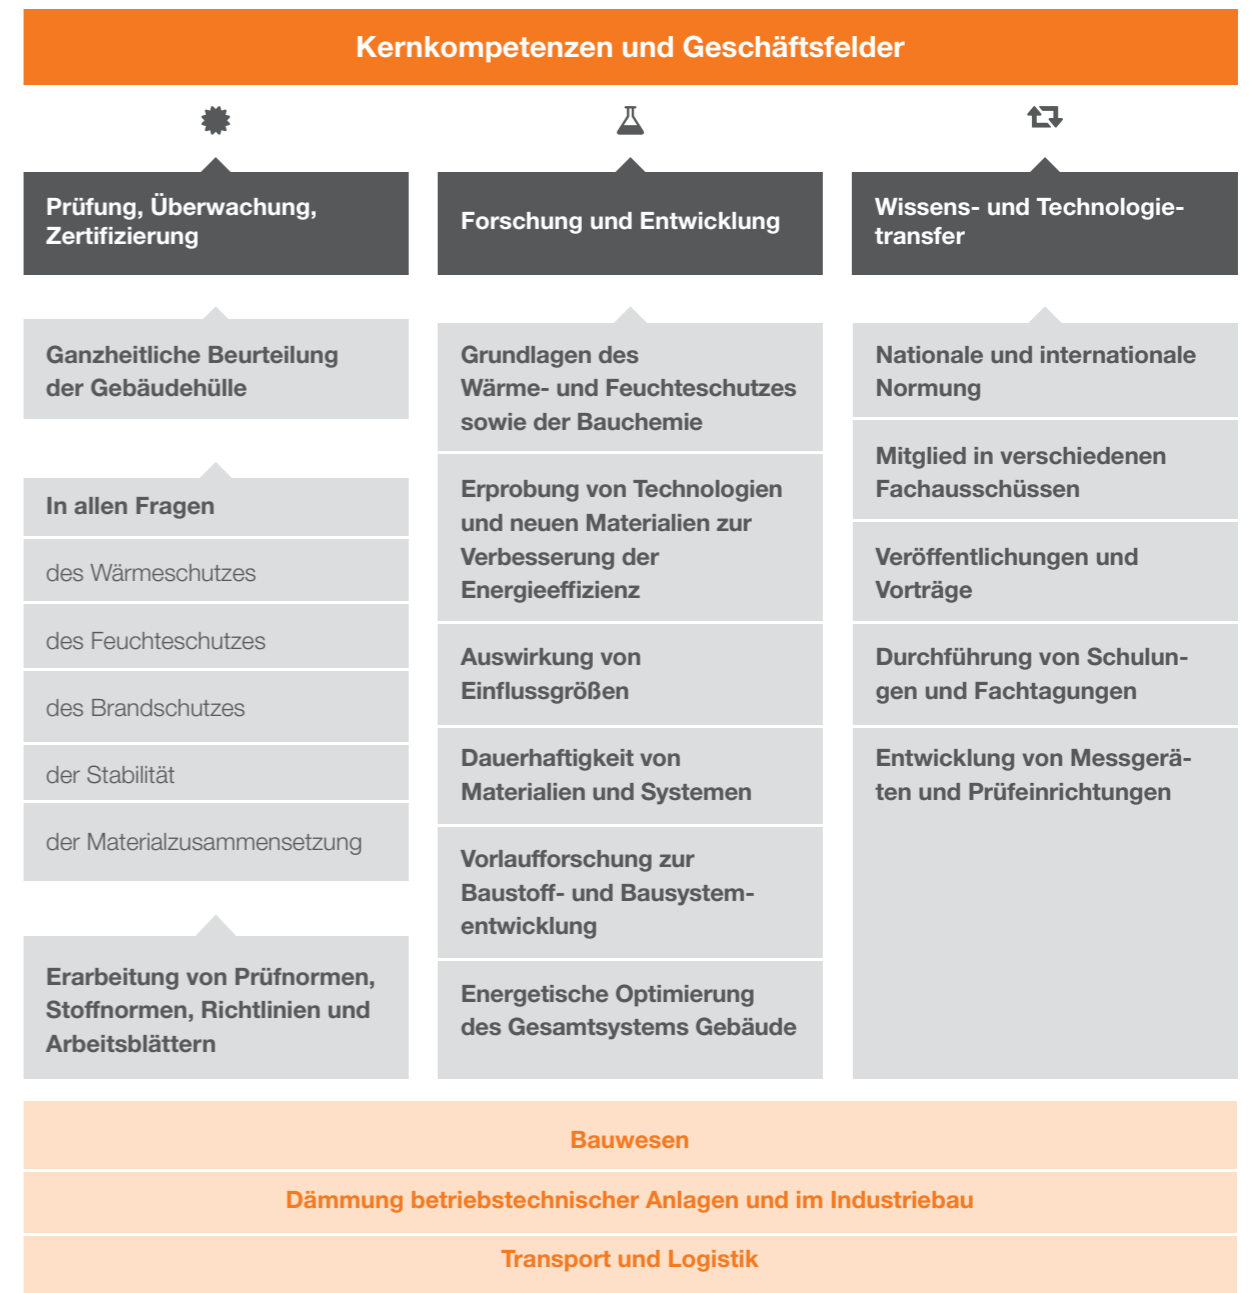 Kernkompetenzen und Geschäftsfelder
Prüfung, Überwachung,
Zertifizierung
Ganzheitliche Beurteilung
der Gebäudehülle
In allen Fragen
des Wärmeschutzes
des Feuchteschutzes
des Brandschutzes
der Stabilität
der Materialzusammensetzung
Erarbeitung von Prüfnormen,
Stoffnormen, Richtlinien und
Arbeitsblättern
Forschung und Entwicklung
Grundlagen des
Wärme- und Feuchteschutzes
sowie der Bauchemie
Erprobung von Technologien
und neuen Materialien zur
Verbesserung der
Energieeffizienz
Auswirkung von
Einflussgrößen
Dauerhaftigkeit von
Materialien und Systemen
Vorlaufforschung zur
Baustoff- und Bausystem-
entwicklung
Energetische Optimierung
des Gesamtsystems Gebäude
Wissens- und Technologie-
transfer
Nationale und internationale
Normung
Mitglied in verschiedenen
Fachausschüssen
Veröffentlichungen und
Vorträge
Durchführung von Schulun-
gen und Fachtagungen
Entwicklung von Messgerä-
ten und Prüfeinrichtungen
Bauwesen
Dämmung betriebstechnischer Anlagen und im Industriebau
Transport und Logistik